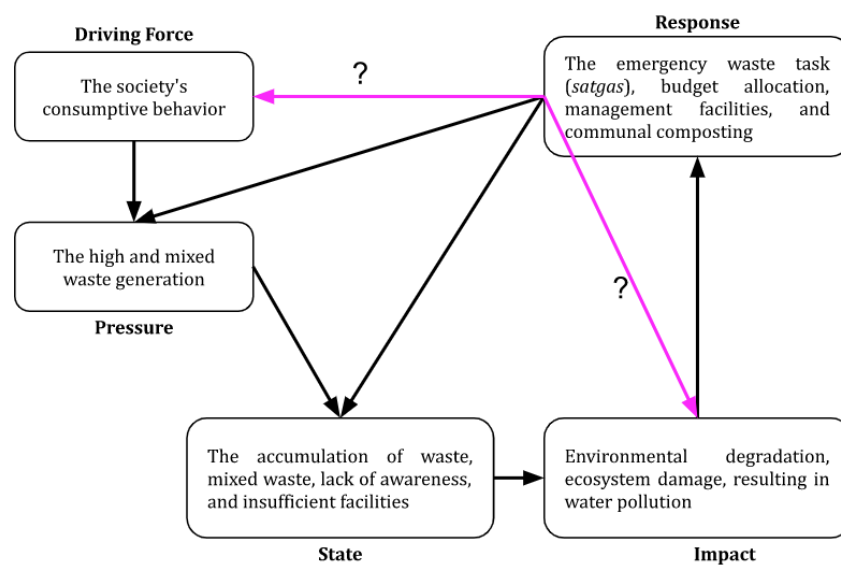 Driving Force
The society's
consumptive behavior
?
Response
The emergency waste task
(satgas), budget allocation,
management facilities, and
communal composting
The high and mixed
waste generation
Pressure
?
The accumulation of waste,
mixed waste, lack of awareness,
and insufficient facilities
State
Environmental degradation,
ecosystem damage, resulting in
water pollution
Impact